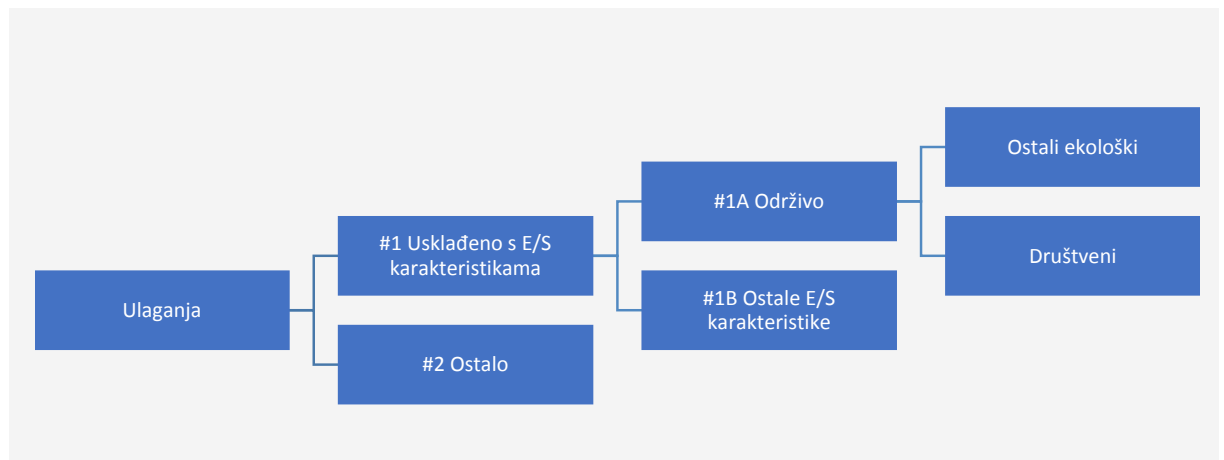 Ulaganja
#1 Usklađeno s E/S
karakteristikama
#2 Ostalo
#1A Održivo
#1B Ostale E/S
karakteristike
Ostali ekološki
Društveni